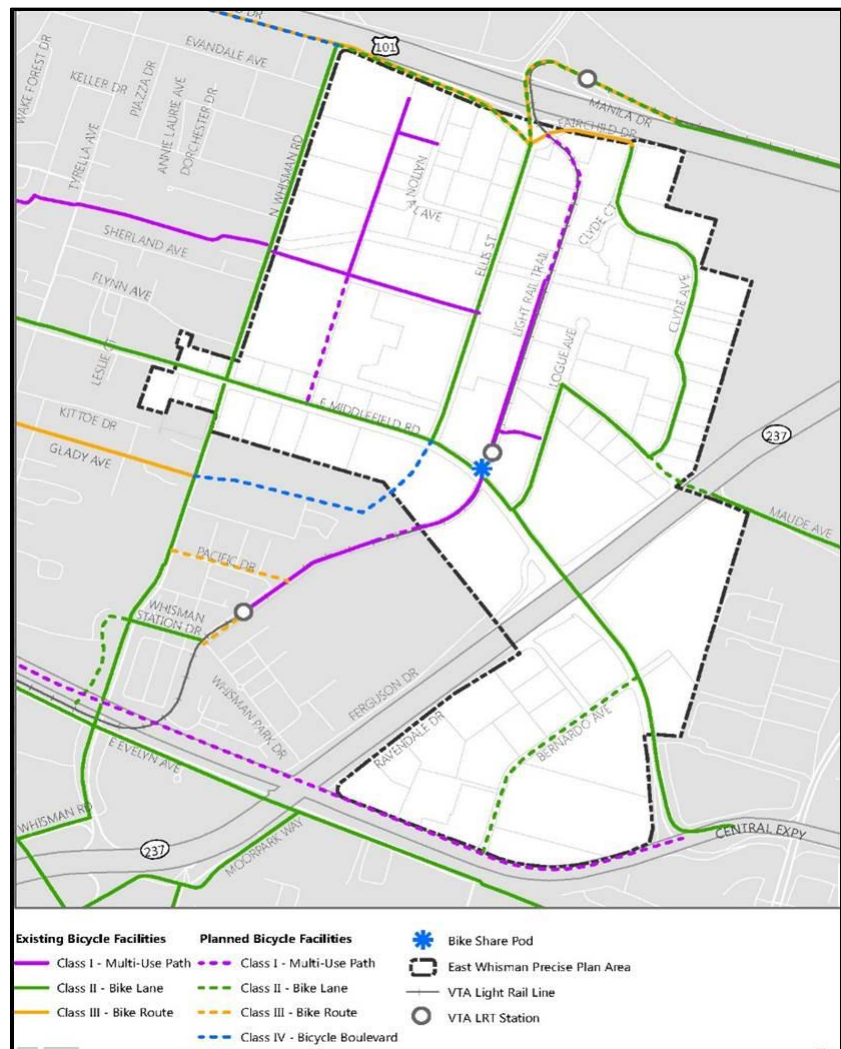 DR
101
EVANDALE AVE
WAKE FOREST DR
KELLER DR
PIAZZA DR
ANNIE LAURIE AVE
DORCHESTER DR
TYRELLA AVE
N WHISMAN RD
MANILA DR
FAIRCHILD DR
NATIONAL AVE
ELLIS ST
LIGHT RAIL TRAIL
CLYDE CT
CLYDE AVE
SHERLAND AVE
FLYNN AVE
LESLIE CT
LOGUE AVE
E MIDDLEFIELD RD
KITTOE DR
GLADY AVE
237
MAUDE AVE
PACIFIC DR
WHISMAN
STATION DR
WHISMAN PARK DR
FERGUSON DR
RAVENDALE DR
BERNARDO AVE
E EVELYN AVE
WHISMAN RD
237
MOORPARK WAY
CENTRAL EXPY
Existing Bicycle Facilities
Class I - Multi-Use Path
Class II - Bike Lane
Class III - Bike Route
Planned Bicycle Facilities
Class I - Multi-Use Path
Class II - Bike Lane
Class III - Bike Route
Class IV - Bicycle Boulevard
Bike Share Pod
East Whisman Precise Plan Area
VTA Light Rail Line
VTA LRT Station